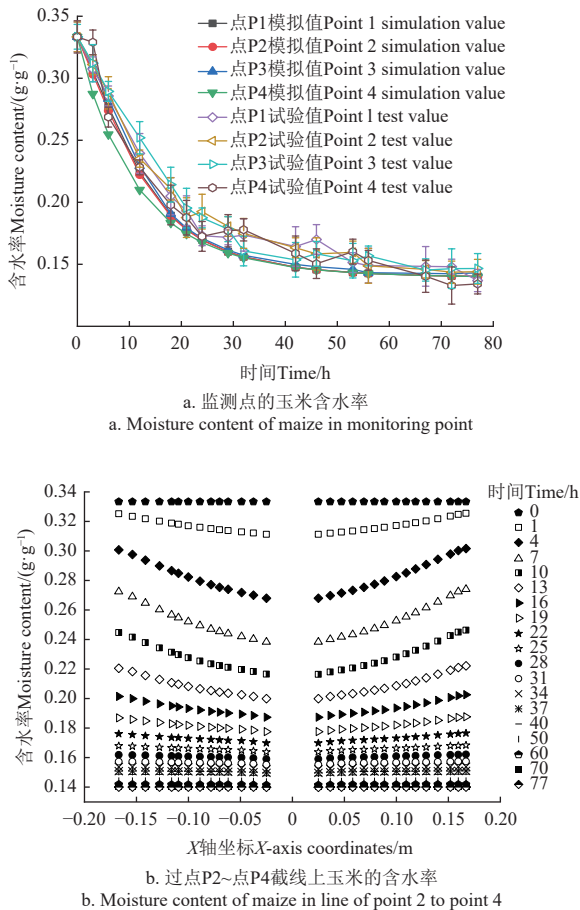 0.35
0.30
0.25
0.20
0.15
含水率Moisture content/(g·g⁻¹)
点P1模拟值Point 1 simulation value
点P2模拟值Point 2 simulation value
点P3模拟值Point 3 simulation value
点P4模拟值Point 4 simulation value
点P1试验值Point 1 test value
点P2试验值Point 2 test value
点P3试验值Point 3 test value
点P4试验值Point 4 test value
0 10 20 30 40 50 60 70 80
时间Time/h
a. 监测点的玉米含水率
a. Moisture content of maize in monitoring point
0.34
0.32
0.30
0.28
0.26
0.24
0.22
0.20
0.18
0.16
0.14
含水率Moisture content/(g·g⁻¹)
时间Time/h
0
1
4
7
10
13
16
19
22
25
28
31
34
37
40
50
60
70
77
−0.20 −0.15 −0.10 −0.05 0 0.05 0.10 0.15 0.20
X轴坐标X-axis coordinates/m
b. 过点P2~点P4截线上玉米的含水率
b. Moisture content of maize in line of point 2 to point 4